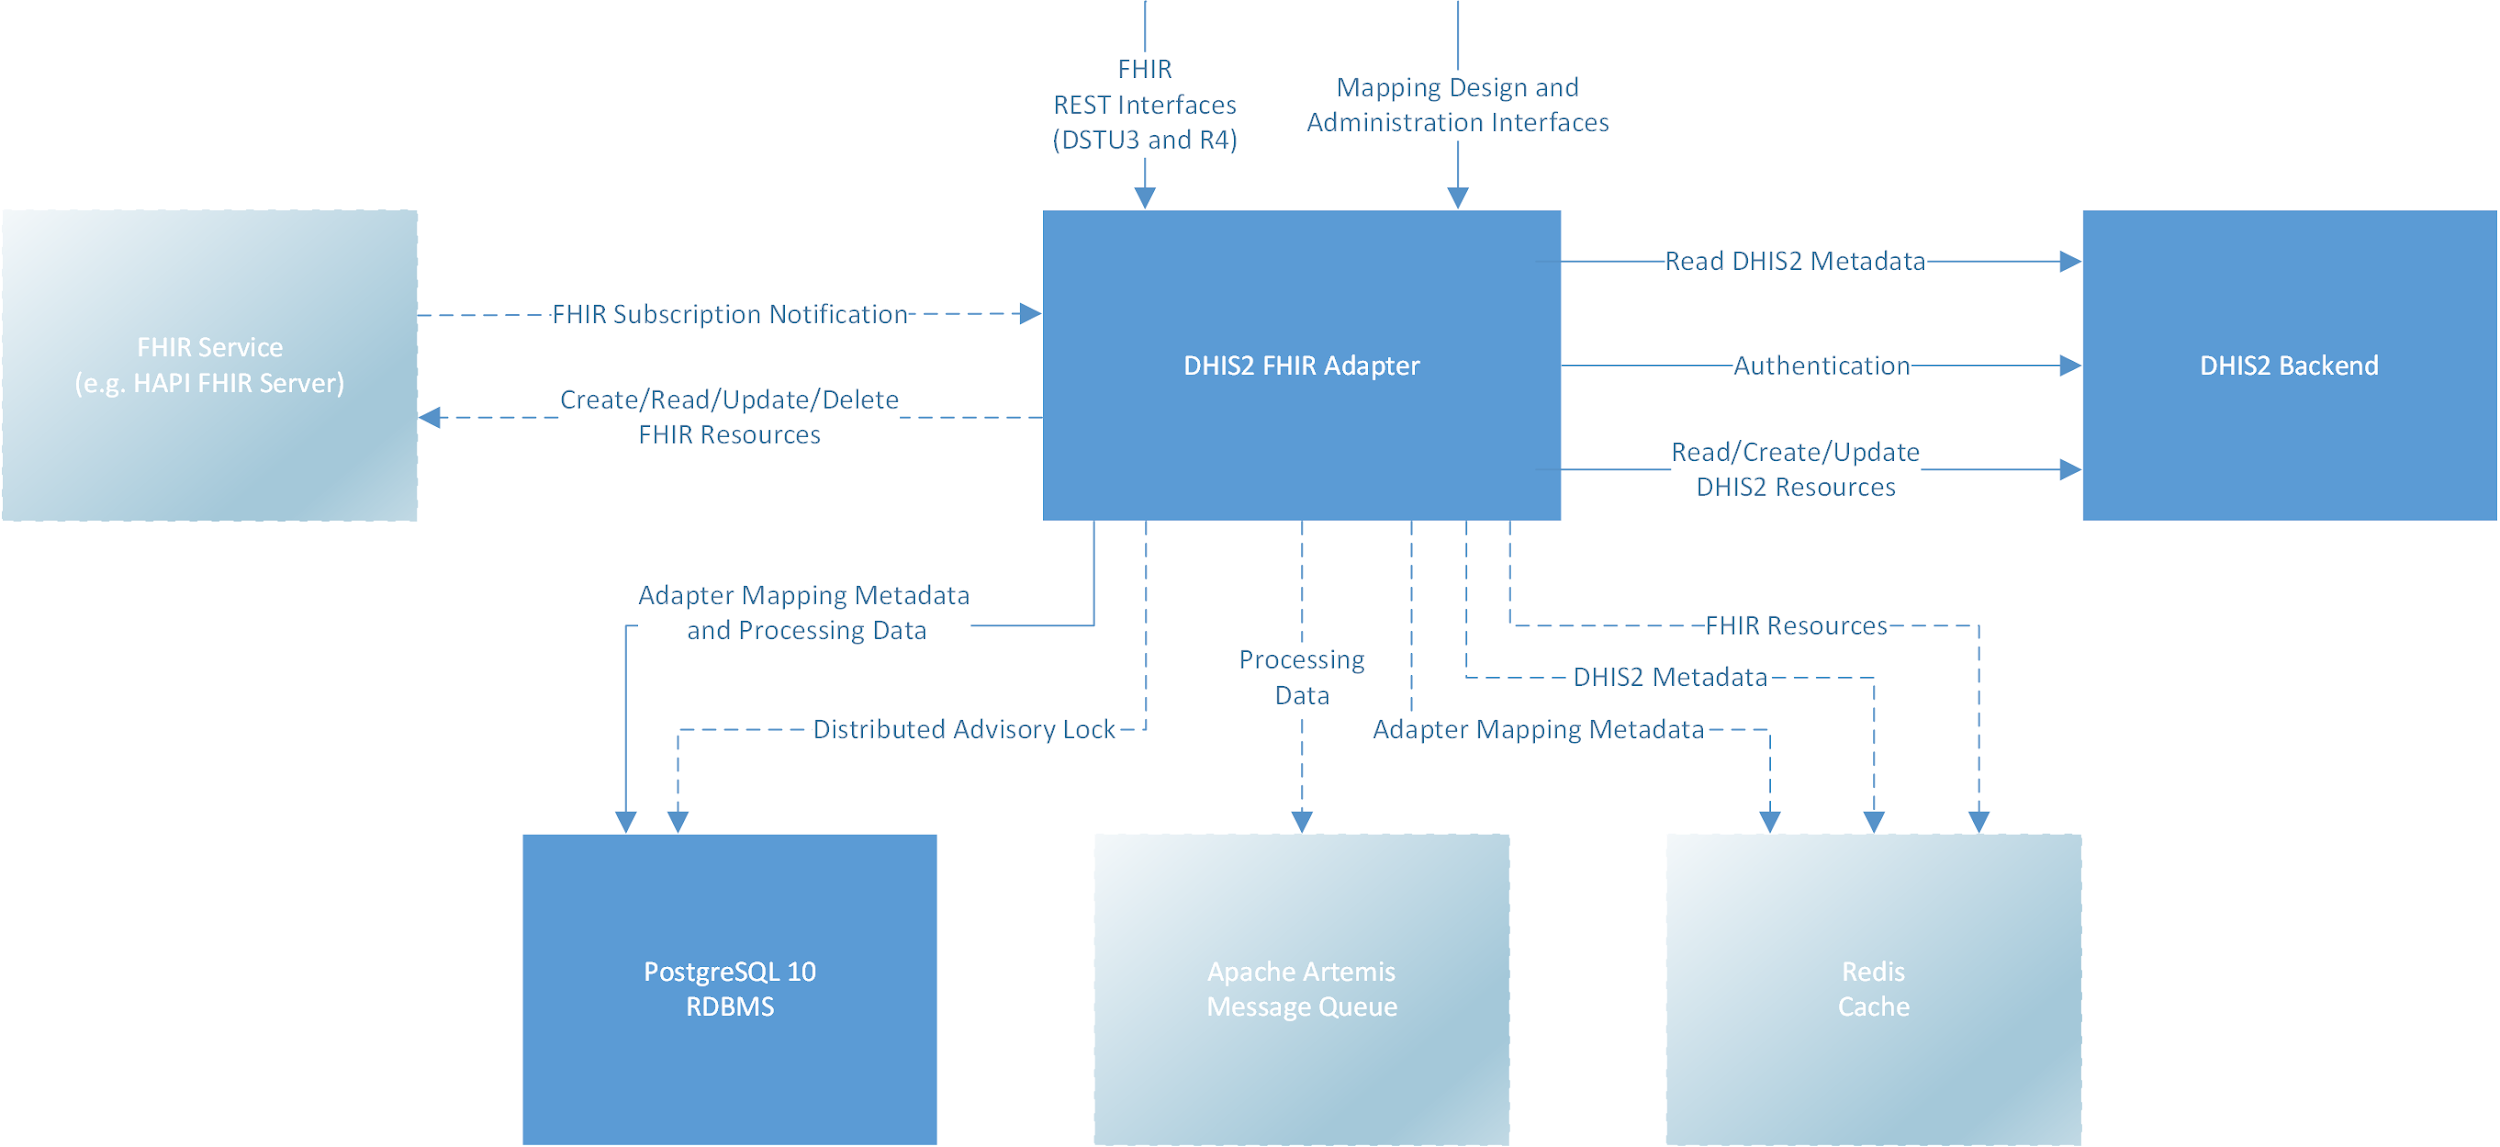 FHIR
REST Interfaces
(DSTU3 and R4)
Mapping Design and
Administration Interfaces
FHIR Service
(e.g. HAPI FHIR Server)
FHIR Subscription Notification
Create/Read/Update/Delete
FHIR Resources
DHIS2 FHIR Adapter
Read DHIS2 Metadata
Authentication
Read/Create/Update
DHIS2 Resources
DHIS2 Backend
Adapter Mapping Metadata
and Processing Data
Distributed Advisory Lock
Processing
Data
FHIR Resources
DHIS2 Metadata
Adapter Mapping Metadata
PostgreSQL 10
RDBMS
Apache Artemis
Message Queue
Redis
Cache